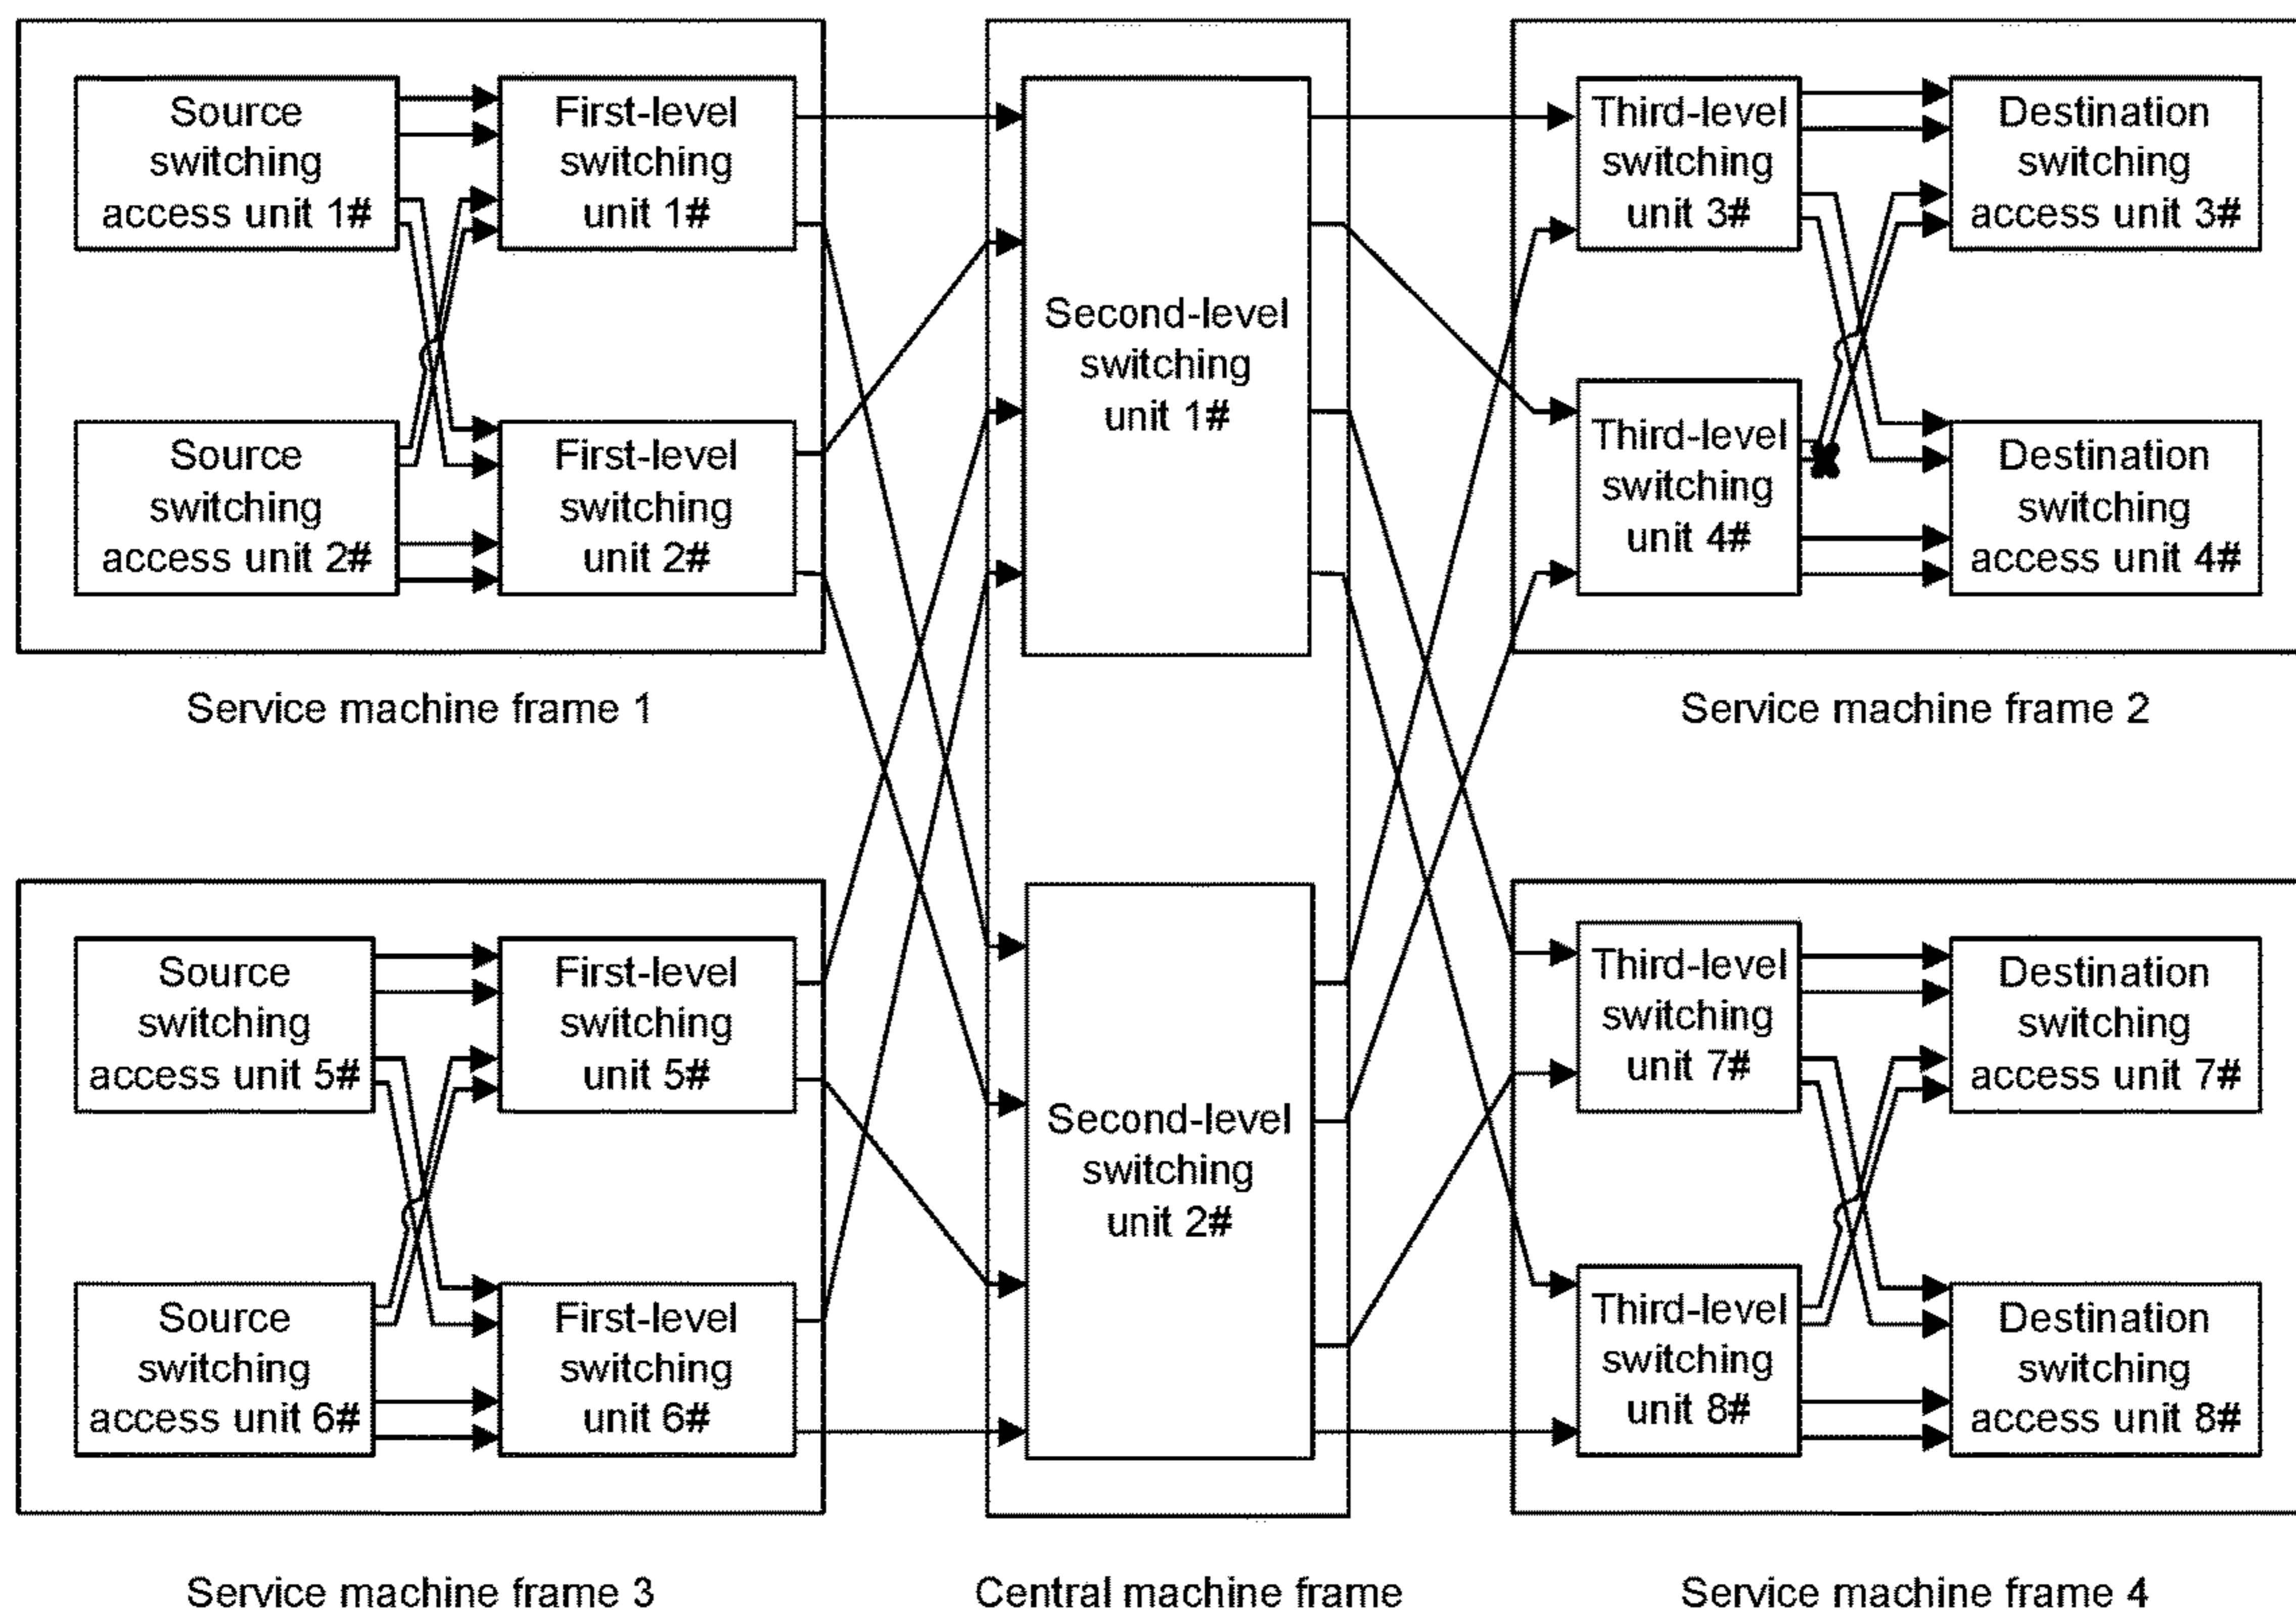 Source
switching
access unit 1#
First-level
switching
unit 1#
Source
switching
access unit 2#
First-level
switching
unit 2#
Service machine frame 1
Source
switching
access unit 5#
First-level
switching
unit 5#
Source
switching
access unit 6#
First-level
switching
unit 6#
Service machine frame 3
Second-level
switching
unit 1#
Second-level
switching
unit 2#
Central machine frame
Third-level
switching
unit 3#
Destination
switching
access unit 3#
Third-level
switching
unit 4#
Destination
switching
access unit 4#
Service machine frame 2
Third-level
switching
unit 7#
Destination
switching
access unit 7#
Third-level
switching
unit 8#
Destination
switching
access unit 8#
Service machine frame 4